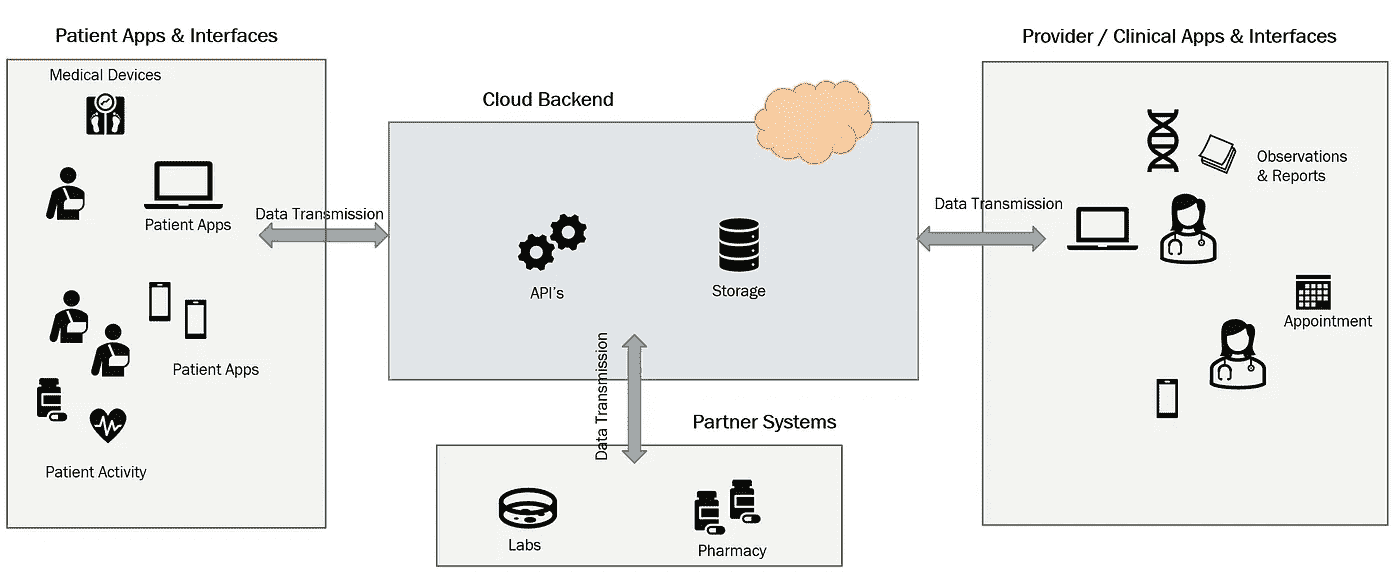 Patient Apps & Interfaces
Provider / Clinical Apps & Interfaces
Medical Devices
Cloud Backend
Observations
& Reports
Patient Apps
Data Transmission
Data Transmission
API's
Storage
Appointment
Patient Apps
Data Transmission
Partner Systems
Patient Activity
Labs
Pharmacy